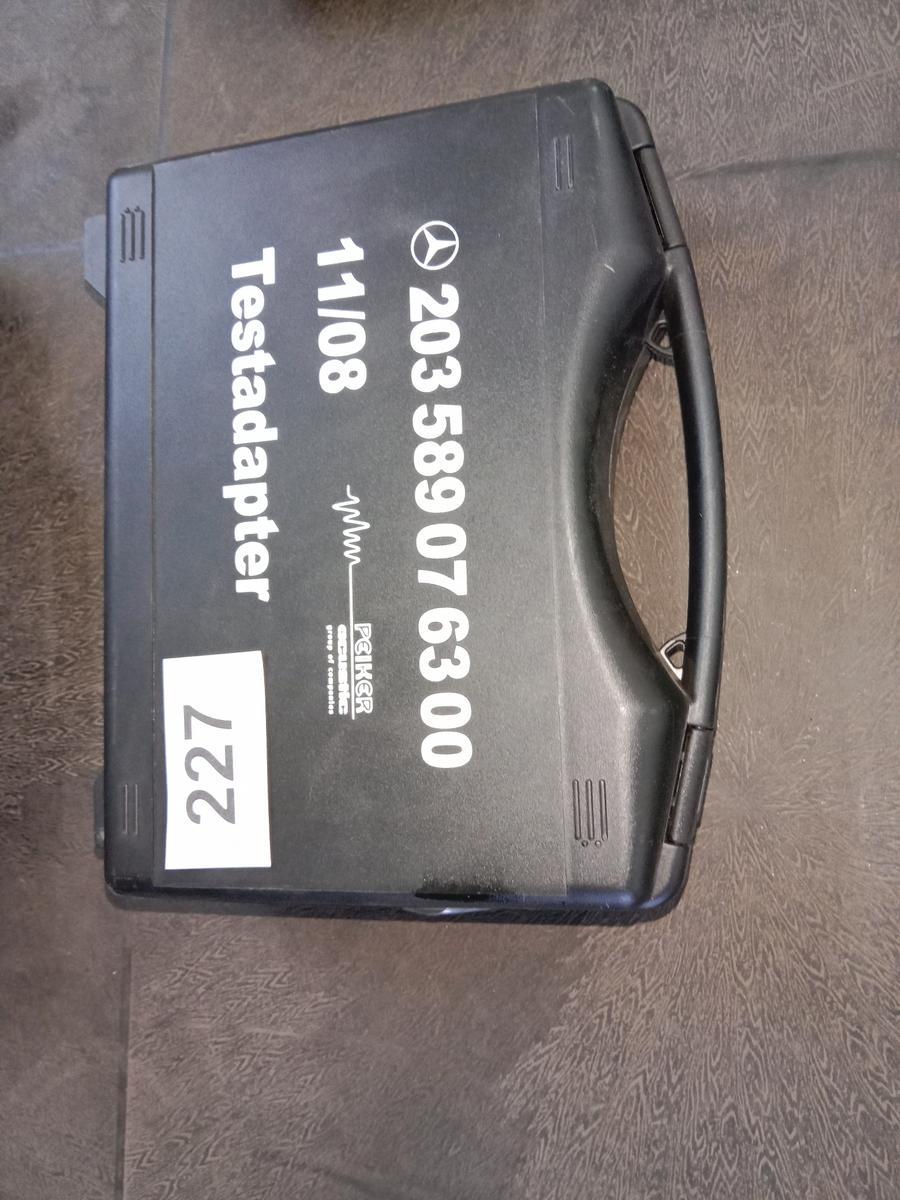 203 589 07 63 00
11/08
PEIKER
acustic
group of companies
Testadapter
227